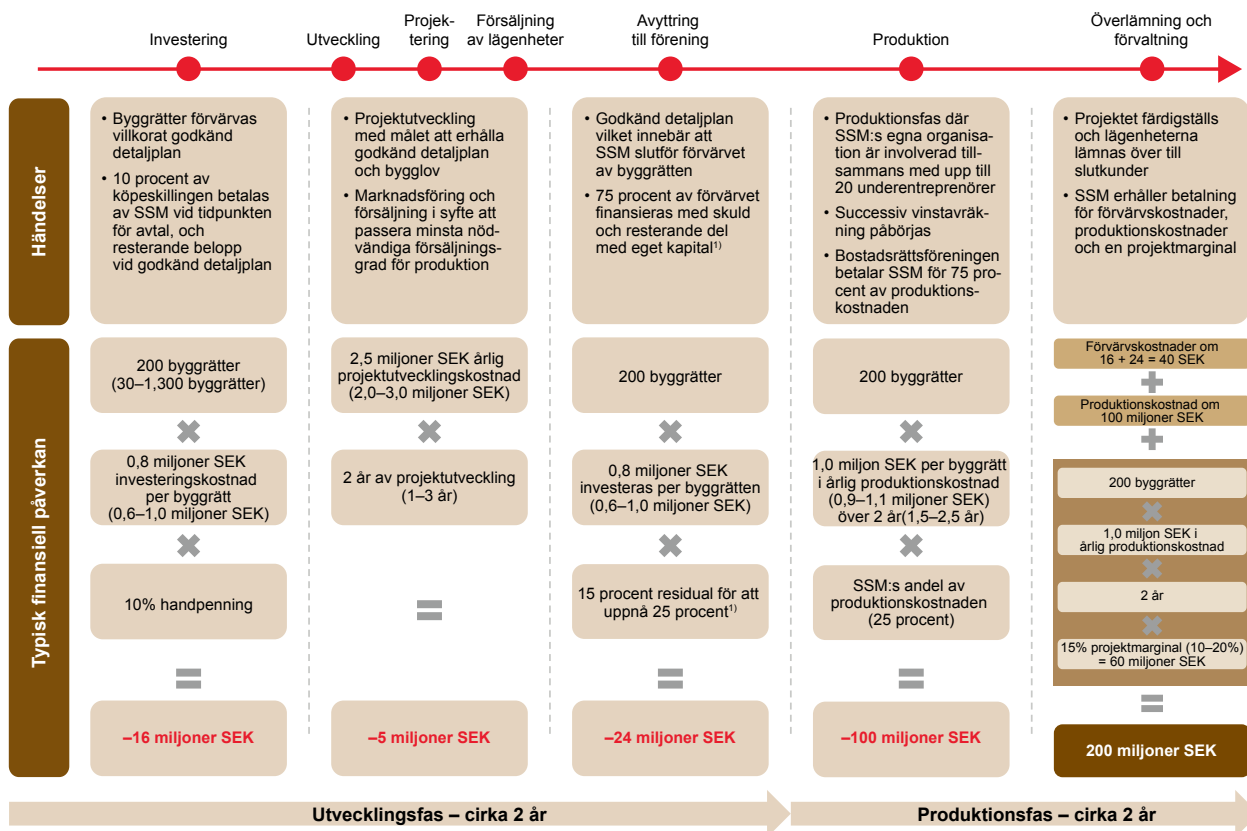 Investering
Utveckling
Projek-
tering
Försäljning
av lägenheter
Avyttring
till förening
Produktion
Överlämning och
förvaltning
Händelser
• Byggrätter förvärvas
villkorat godkänd
detaljplan
• 10 procent av
köpeskillingen betalas
av SSM vid tidpunkten
för avtal, och
resterande belopp
vid godkänd detaljplan
• Projektutveckling
med målet att erhålla
godkänd detaljplan
och bygglov
• Marknadsföring och
försäljning i syfte att
passera minsta nöd-
vändiga försäljnings-
grad för produktion
• Godkänd detaljplan
vilket innebär att
SSM slutför förvärvet
av byggrätten
• 75 procent av förvärvet
finansieras med skuld
och resterande del
med eget kapital¹⁾
• Produktionsfas där
SSM:s egna organisa-
tion är involverad till-
sammans med upp till
20 underentreprenörer
• Successiv vinstavräk-
ning påbörjas
• Bostadsrättsföreningen
betalar SSM för 75 pro-
cent av produktions-
kostnaden
• Projektet färdigställs
och lägenheterna
lämnas över till
slutkunder
• SSM erhåller betalning
för förvärvskostnader,
produktionskostnader
och en projektmarginal
Typisk finansiell påverkan
200 byggrätter
(30–1,300 byggrätter)
0,8 miljoner SEK
investeringskostnad
per byggrätt
(0,6–1,0 miljoner SEK)
10% handpenning
–16 miljoner SEK
2,5 miljoner SEK årlig
projektutvecklingskostnad
(2,0–3,0 miljoner SEK)
2 år av projektutveckling
(1–3 år)
–5 miljoner SEK
200 byggrätter
0,8 miljoner SEK
investeras per byggrätten
(0,6–1,0 miljoner SEK)
15 procent residual för att
uppnå 25 procent¹⁾
–24 miljoner SEK
200 byggrätter
1,0 miljon SEK per byggrätt
i årlig produktionskostnad
(0,9–1,1 miljoner SEK)
över 2 år(1,5–2,5 år)
SSM:s andel av
produktionskostnaden
(25 procent)
–100 miljoner SEK
Förvärvskostnader om
16 + 24 = 40 SEK
Produktionskostnad om
100 miljoner SEK
200 byggrätter
1,0 miljon SEK i
årlig produktionskostnad
2 år
15% projektmarginal (10–20%)
= 60 miljoner SEK
200 miljoner SEK
Utvecklingsfas – cirka 2 år
Produktionsfas – cirka 2 år